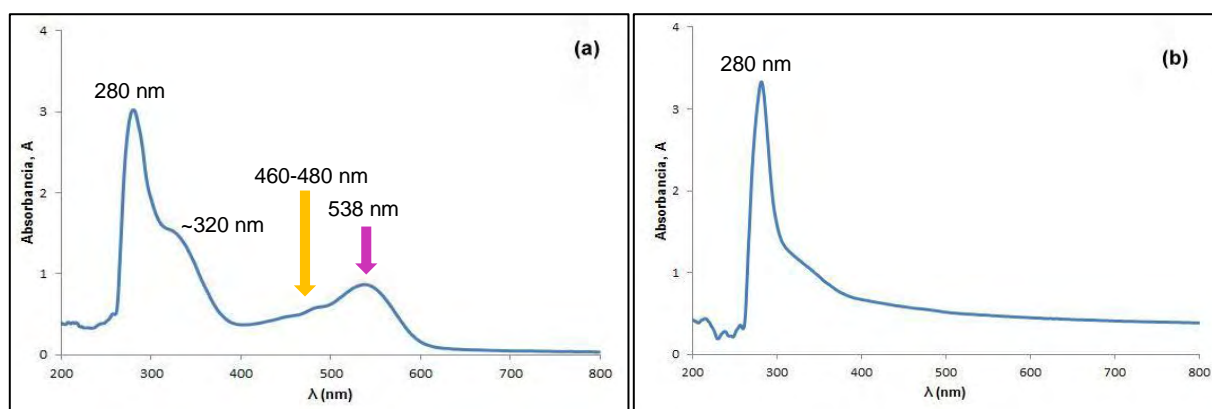 (a)
280 nm
460-480 nm
538 nm
~320 nm
Absorbancia, A
4
3
2
1
0
200 300 400 500 600 700 800
λ (nm)
(b)
280 nm
Absorbancia, A
4
3
2
1
0
200 300 400 500 600 700 800
λ (nm)